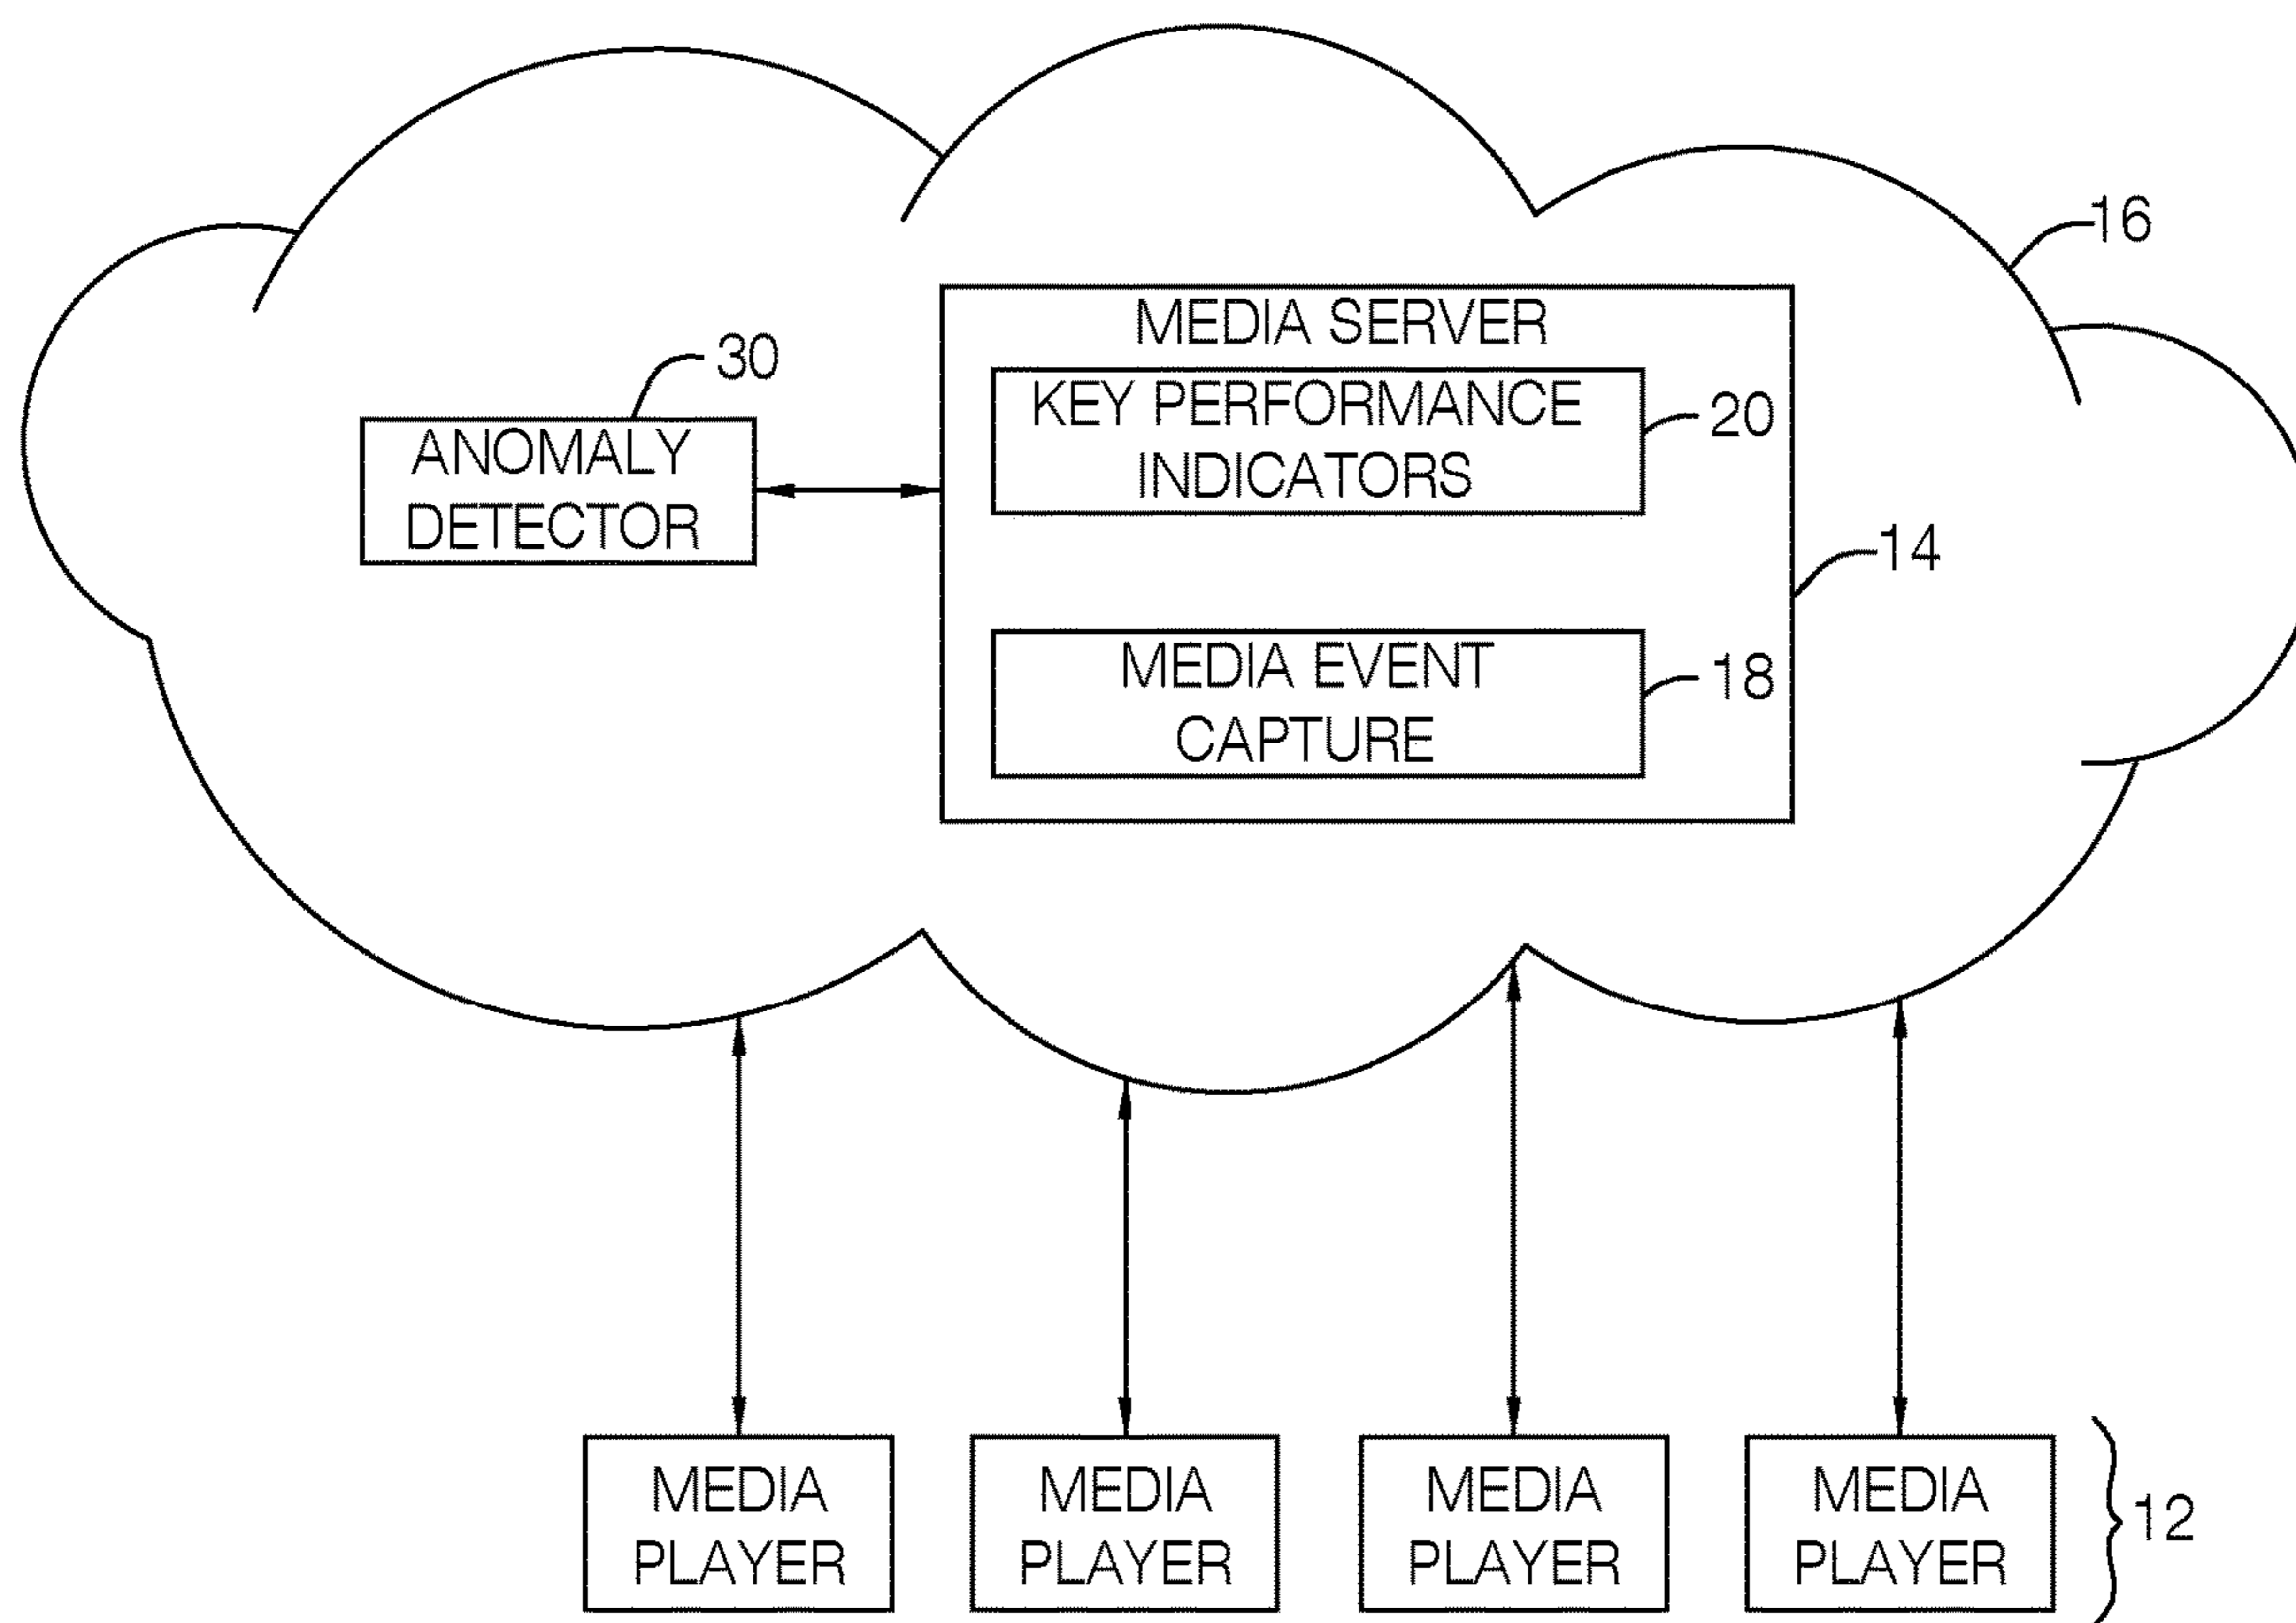 16
MEDIA SERVER
30
KEY PERFORMANCE
INDICATORS
20
ANOMALY
DETECTOR
14
MEDIA EVENT
CAPTURE
18
MEDIA
PLAYER
MEDIA
PLAYER
MEDIA
PLAYER
MEDIA
PLAYER
12